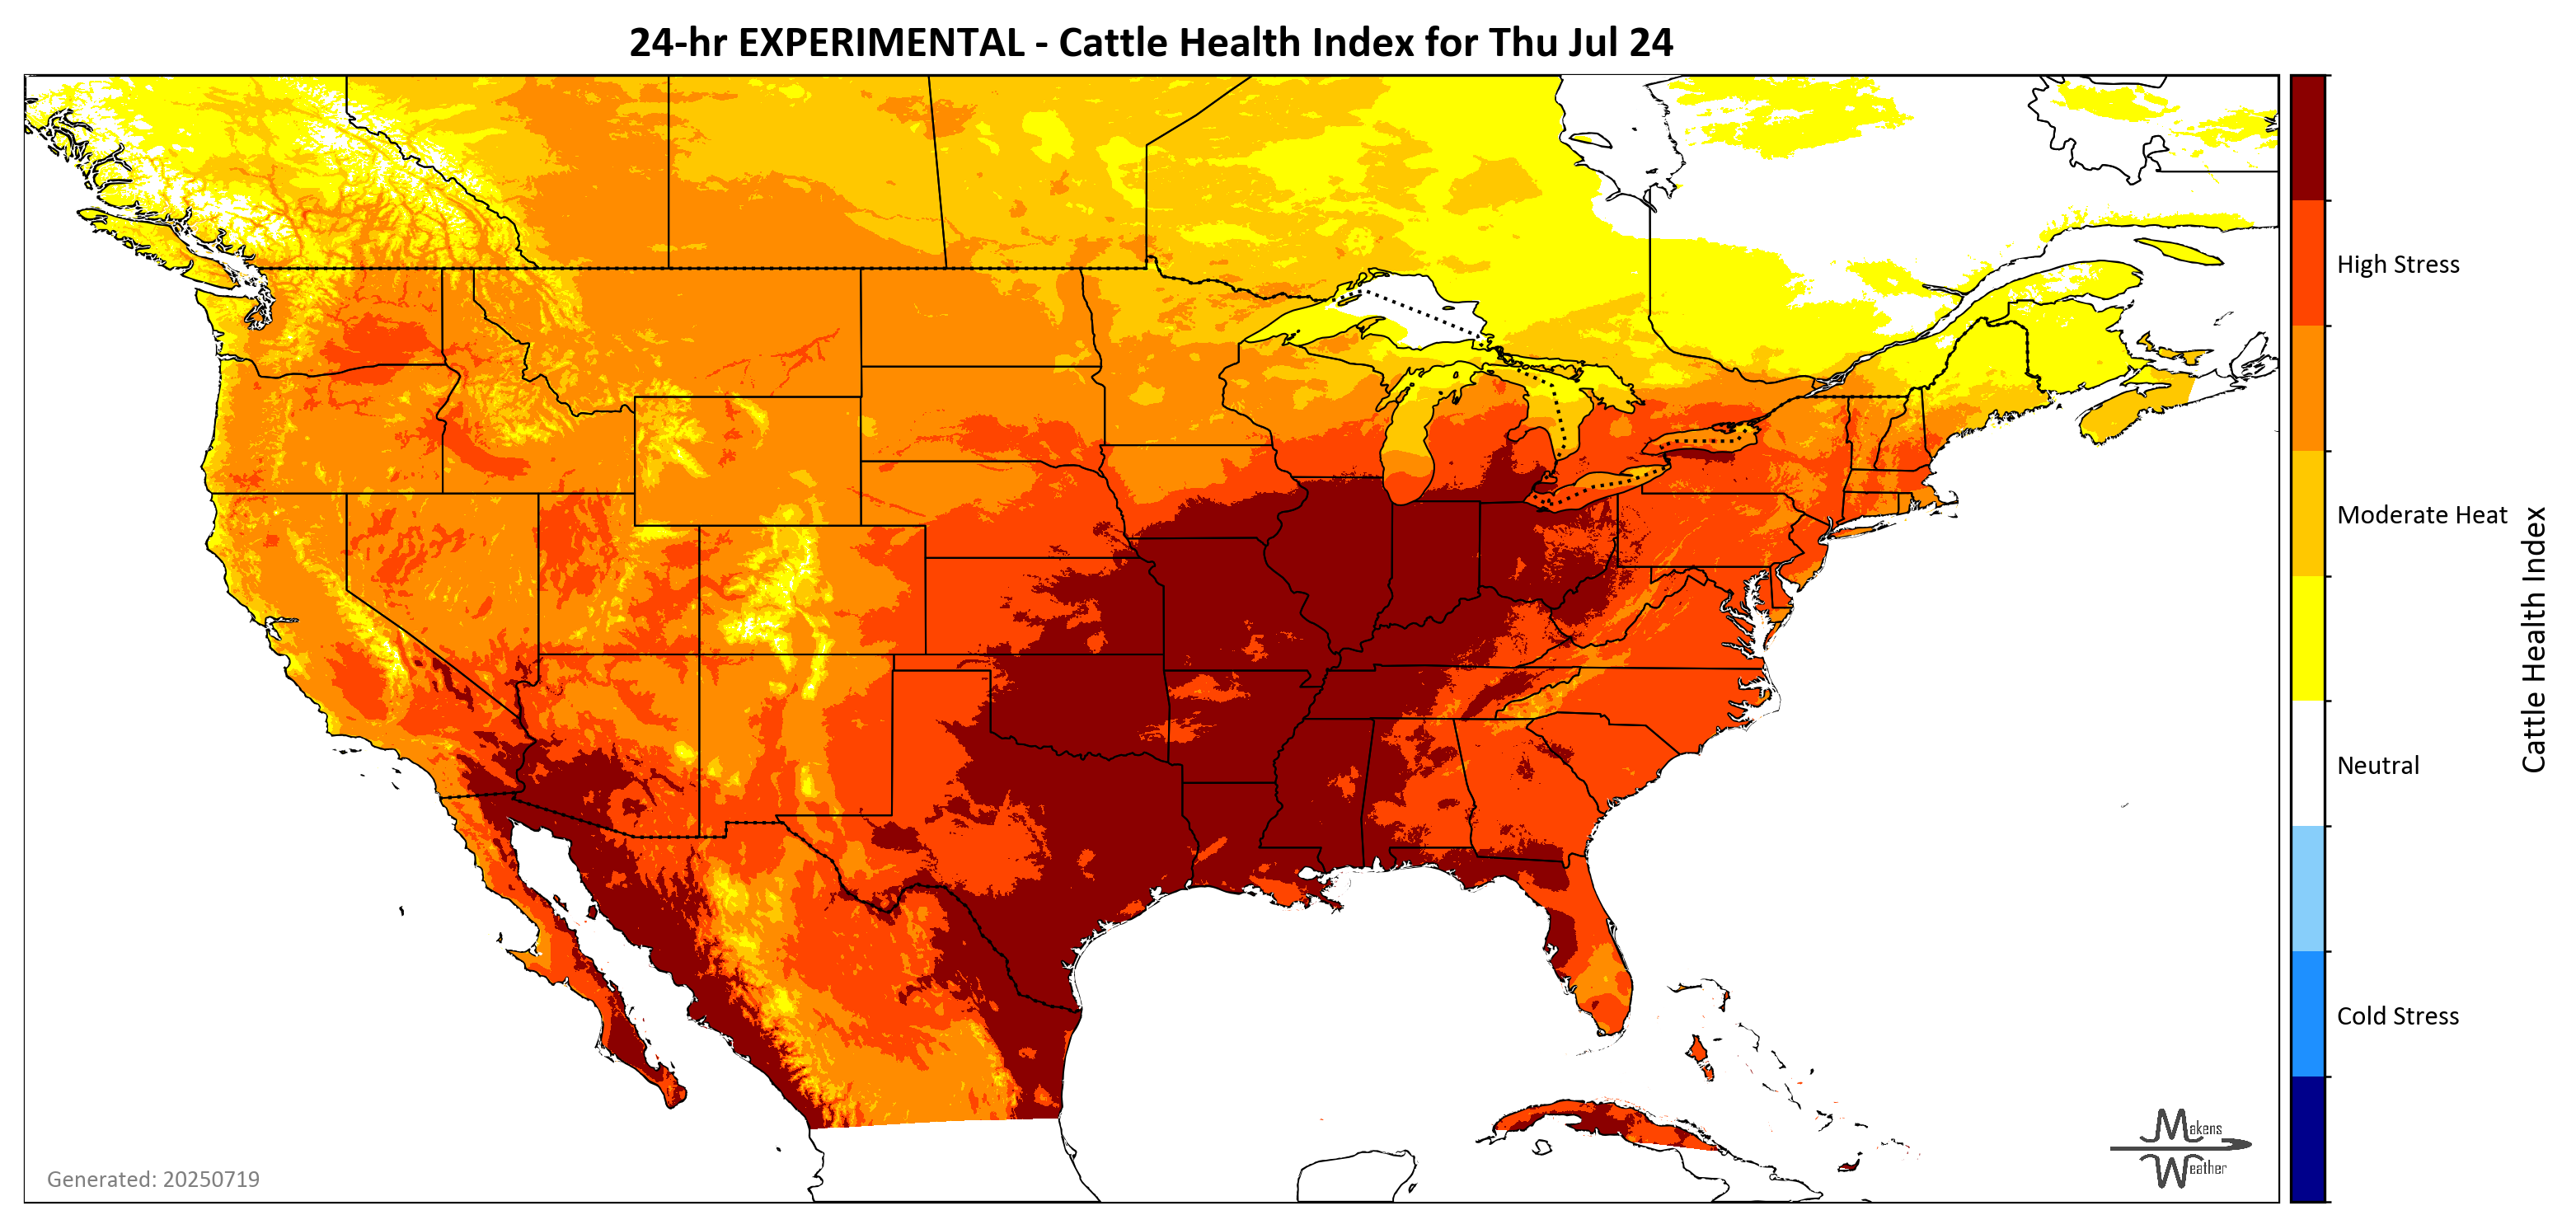 24-hr EXPERIMENTAL - Cattle Health Index for Thu Jul 24
High Stress
Moderate Heat
Neutral
Cold Stress
Cattle Health Index
Generated: 20250719
Makens
Weather